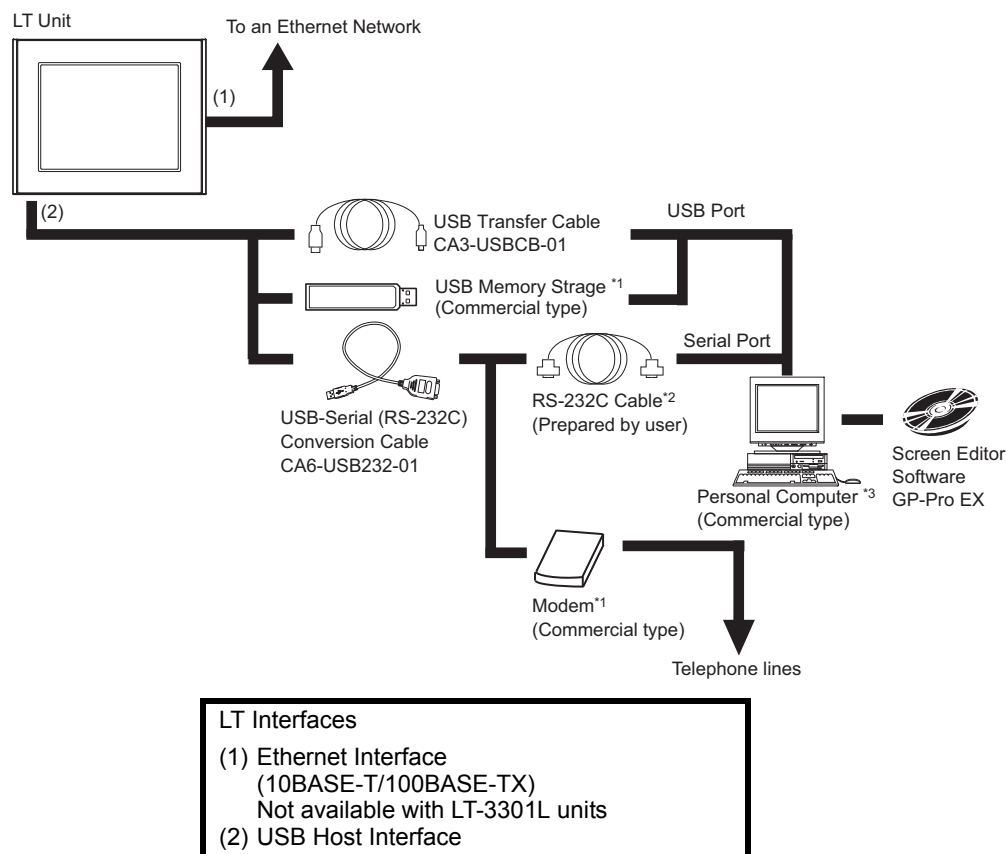 LT Unit
To an Ethernet Network
(1)
(2)
USB Transfer Cable
CA3-USBCB-01
USB Port
USB Memory Strage *1
(Commercial type)
Serial Port
USB-Serial (RS-232C)
Conversion Cable
CA6-USB232-01
RS-232C Cable*2
(Prepared by user)
Personal Computer *3
(Commercial type)
Screen Editor
Software
GP-Pro EX
Modem*1
(Commercial type)
Telephone lines
LT Interfaces
(1) Ethernet Interface
(10BASE-T/100BASE-TX)
Not available with LT-3301L units
(2) USB Host Interface